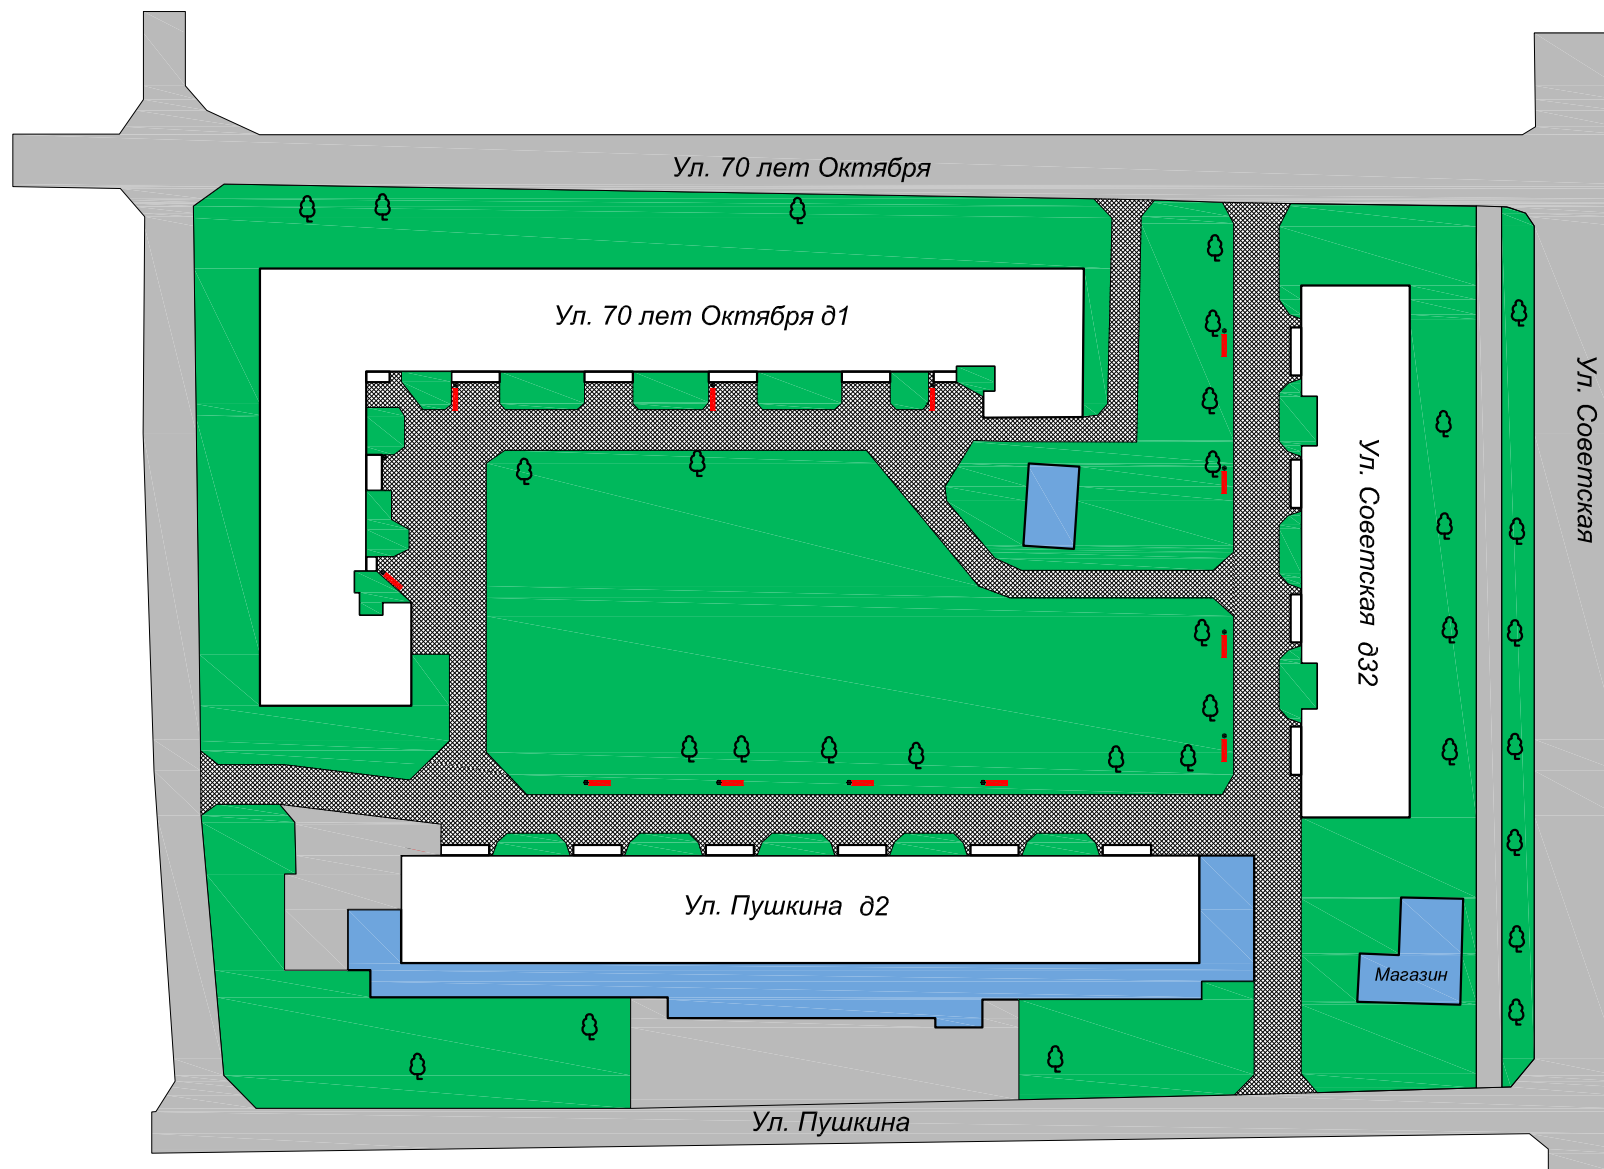 Ул. 70 лет Октября
Ул. 70 лет Октября д1
Ул. Советская
Ул. Советская д32
Ул. Пушкина д2
Магазин
Ул. Пушкина